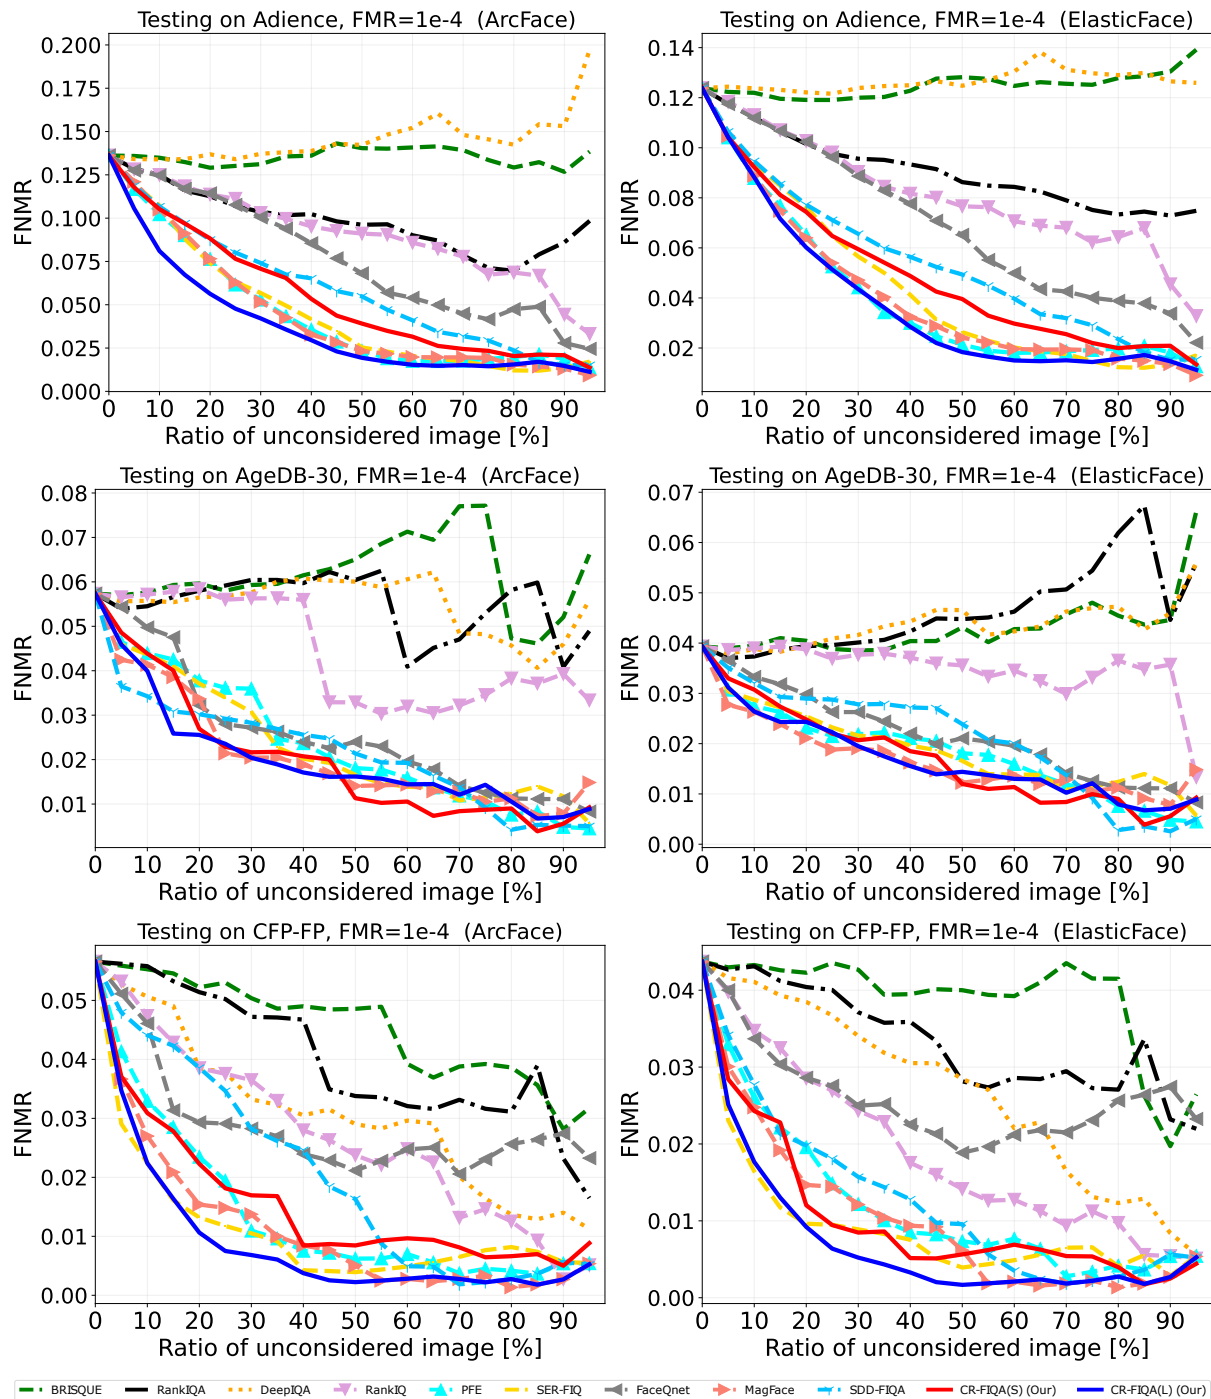 Testing on Adience, FMR=1e-4 (ArcFace)
0.200
0.175
0.150
0.125
0.100
0.075
0.050
0.025
0.000
FNMR
0 10 20 30 40 50 60 70 80 90
Ratio of unconsidered image [%]
Testing on Adience, FMR=1e-4 (ElasticFace)
0.14
0.12
0.10
0.08
0.06
0.04
0.02
FNMR
0 10 20 30 40 50 60 70 80 90
Ratio of unconsidered image [%]
Testing on AgeDB-30, FMR=1e-4 (ArcFace)
0.08
0.07
0.06
0.05
0.04
0.03
0.02
0.01
FNMR
0 10 20 30 40 50 60 70 80 90
Ratio of unconsidered image [%]
Testing on AgeDB-30, FMR=1e-4 (ElasticFace)
0.07
0.06
0.05
0.04
0.03
0.02
0.01
0.00
FNMR
0 10 20 30 40 50 60 70 80 90
Ratio of unconsidered image [%]
Testing on CFP-FP, FMR=1e-4 (ArcFace)
0.05
0.04
0.03
0.02
0.01
0.00
FNMR
0 10 20 30 40 50 60 70 80 90
Ratio of unconsidered image [%]
Testing on CFP-FP, FMR=1e-4 (ElasticFace)
0.04
0.03
0.02
0.01
0.00
FNMR
0 10 20 30 40 50 60 70 80 90
Ratio of unconsidered image [%]
BRISQUE RankIQA DeepIQA RankIQ PFE SER-FIQ FaceQnet MagFace SDD-FIQA CR-FIQA(S) (Our) CR-FIQA(L) (Our)